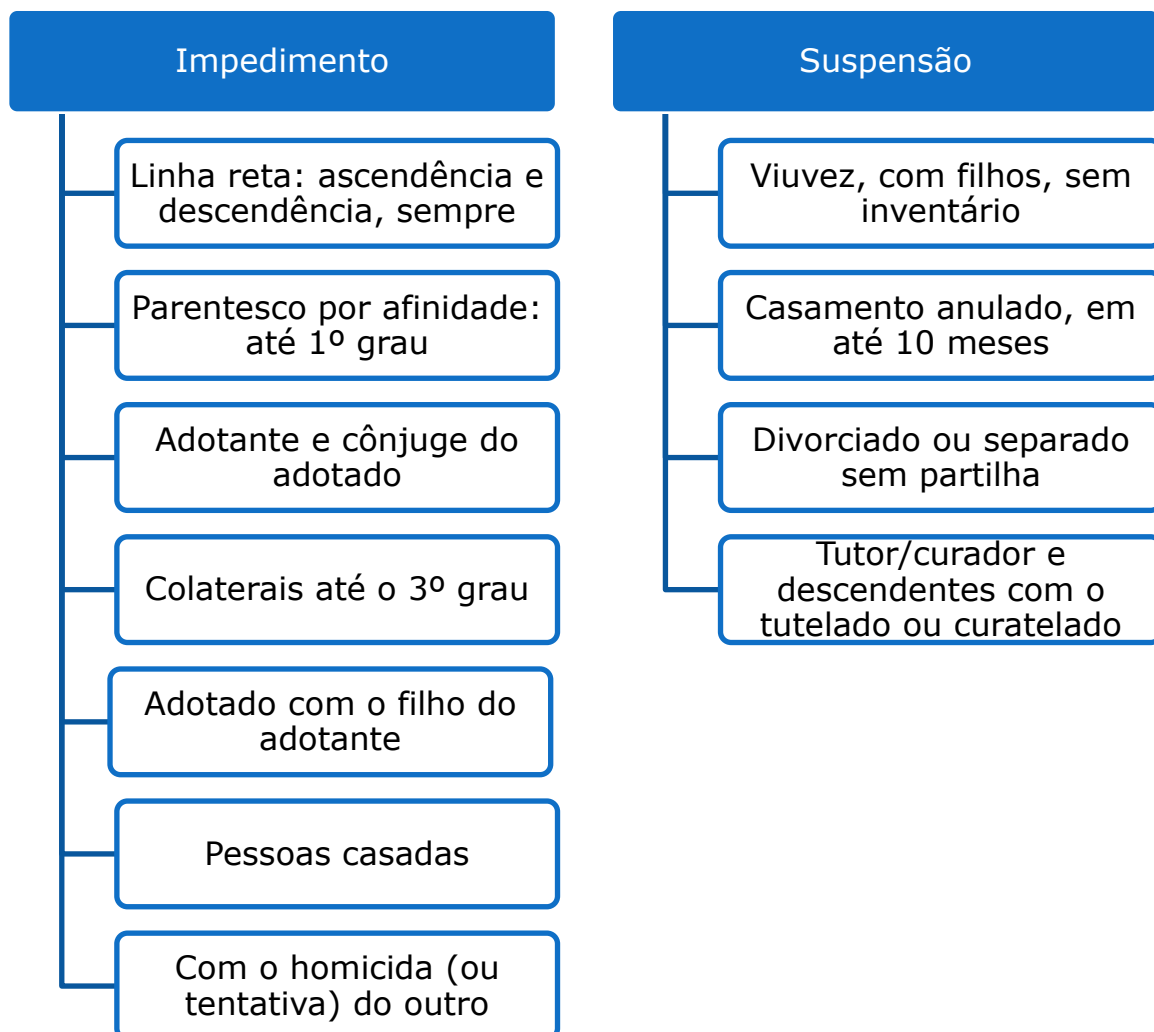 Impedimento
Linha reta: ascendência e
descendência, sempre
Parentesco por afinidade:
até 1º grau
Adotante e cônjuge do
adotado
Colaterais até o 3º grau
Adotado com o filho do
adotante
Pessoas casadas
Com o homicida (ou
tentativa) do outro
Suspensão
Viuvez, com filhos, sem
inventário
Casamento anulado, em
até 10 meses
Divorciado ou separado
sem partilha
Tutor/curador e
descendentes com o
tutelado ou curatelado